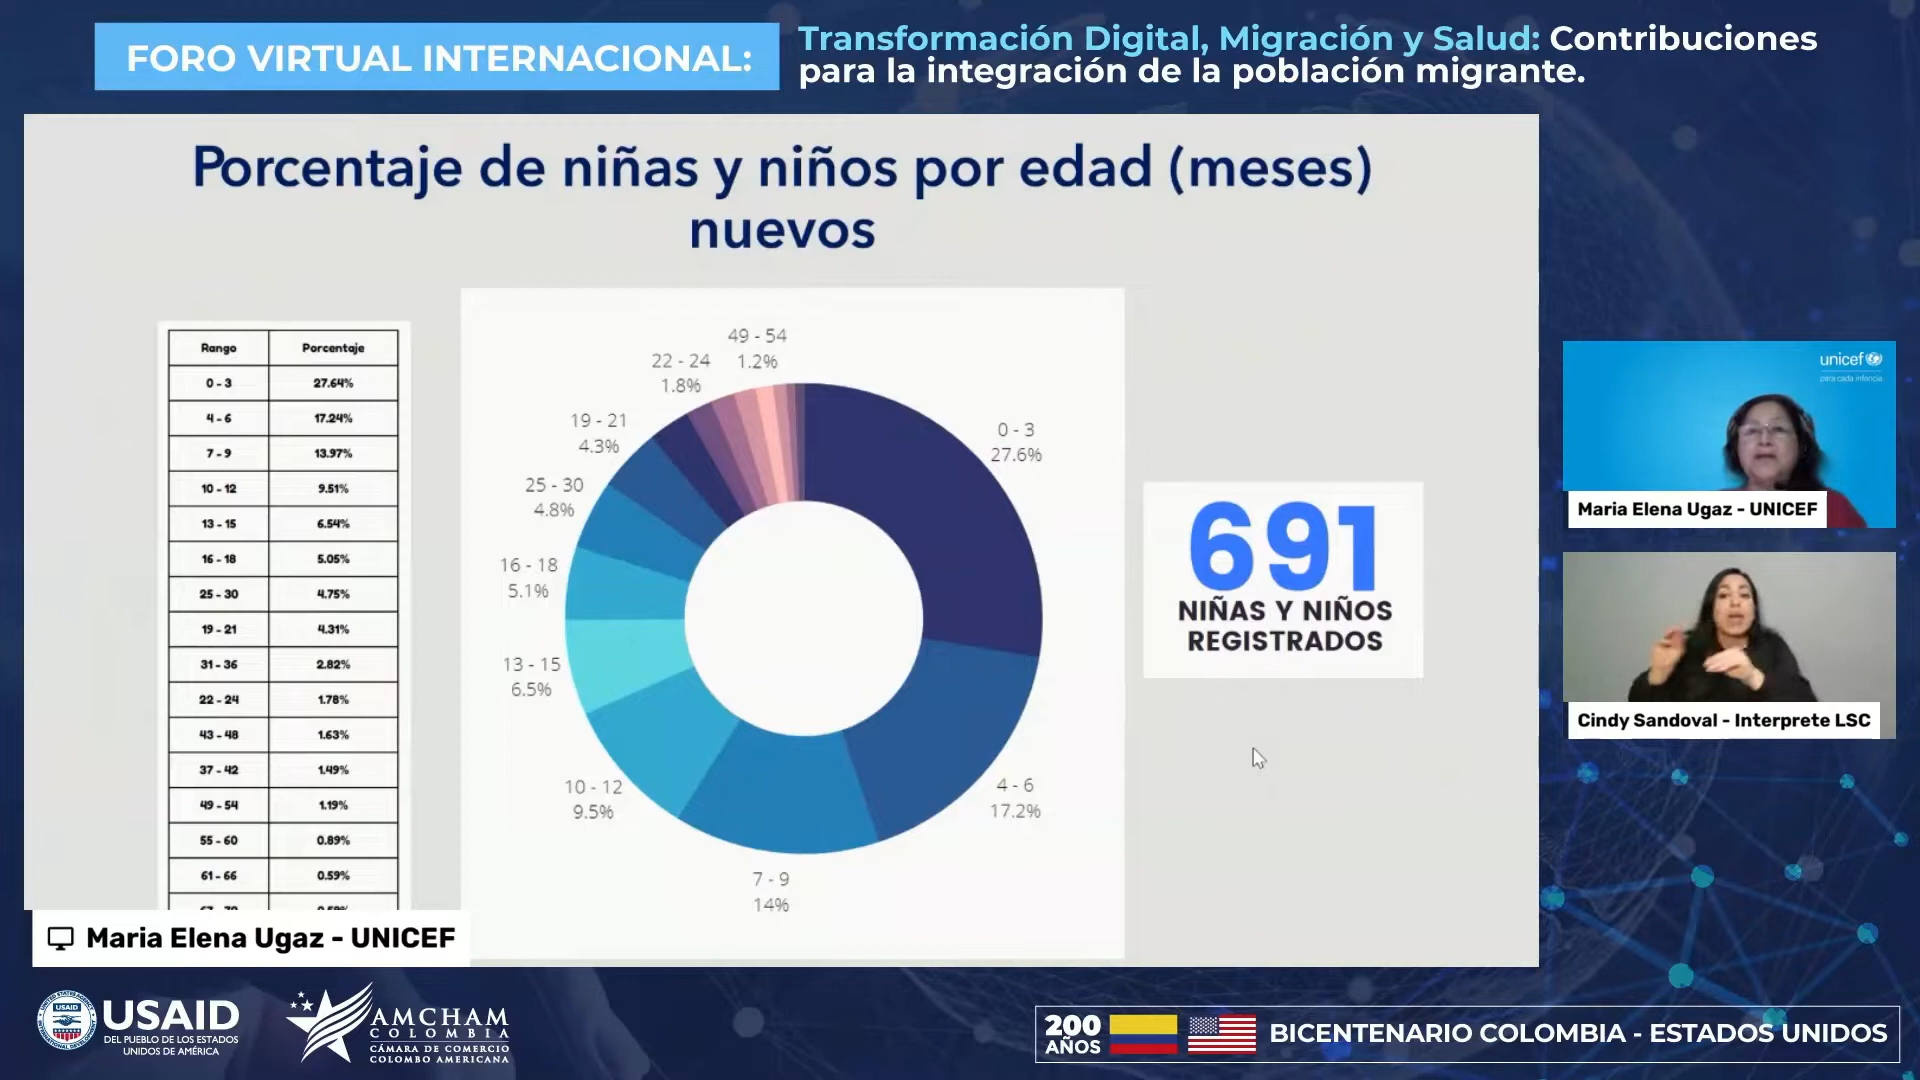 FORO VIRTUAL INTERNACIONAL:
Transformación Digital, Migración y Salud: Contribuciones
para la integración de la población migrante.
Porcentaje de niñas y niños por edad (meses)
nuevos
Rango Porcentaje
0 - 3 27.64%
4 - 6 17.24%
7 - 9 13.97%
10 - 12 9.51%
13 - 15 6.54%
16 - 18 5.05%
25 - 30 4.75%
19 - 21 4.31%
31 - 36 2.82%
22 - 24 1.78%
43 - 48 1.63%
37 - 42 1.49%
49 - 54 1.19%
55 - 60 0.89%
61 - 66 0.59%
49 - 54
1.2%
22 - 24
1.8%
19 - 21
4.3%
25 - 30
4.8%
16 - 18
5.1%
13 - 15
6.5%
10 - 12
9.5%
7 - 9
14%
4 - 6
17.2%
0 - 3
27.6%
691
NIÑAS Y NIÑOS
REGISTRADOS
unicef
para cada infancia
Maria Elena Ugaz - UNICEF
Cindy Sandoval - Interprete LSC
Maria Elena Ugaz - UNICEF
USAID
USAID
DEL PUEBLO DE LOS ESTADOS
UNIDOS DE AMÉRICA
AMCHAM
COLOMBIA
CÁMARA DE COMERCIO
COLOMBO AMERICANA
200
AÑOS
BICENTENARIO COLOMBIA - ESTADOS UNIDOS